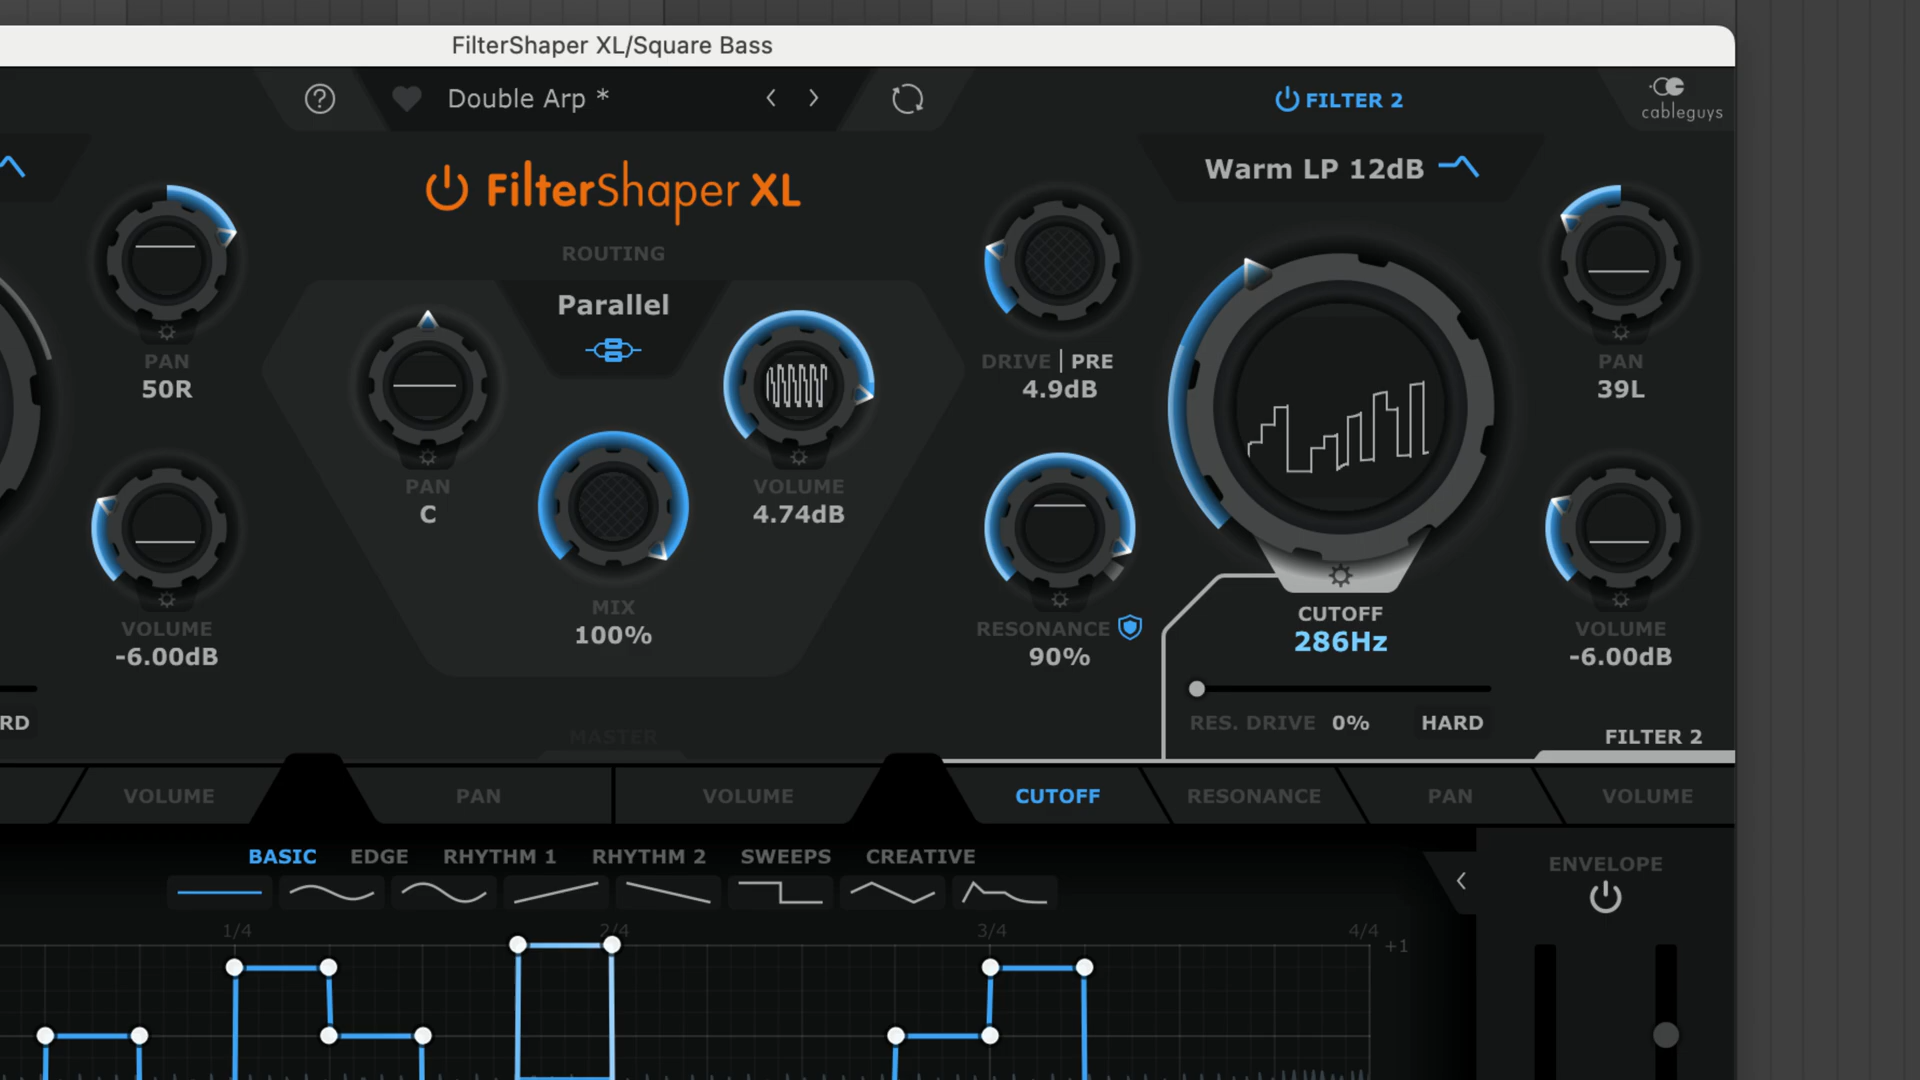 FilterShaper XL/Square Bass
Double Arp *
FILTER 2
cableguys
FilterShaper XL
Warm LP 12dB
ROUTING
Parallel
PAN
50R
DRIVE | PRE
4.9dB
PAN
39L
PAN
C
VOLUME
4.74dB
MIX
100%
VOLUME
-6.00dB
RESONANCE
90%
CUTOFF
286Hz
VOLUME
-6.00dB
RD
RES. DRIVE 0% HARD
MASTER
FILTER 2
VOLUME PAN VOLUME CUTOFF RESONANCE PAN VOLUME
BASIC EDGE RHYTHM 1 RHYTHM 2 SWEEPS CREATIVE
ENVELOPE
1/4 2/4 3/4 4/4
+1